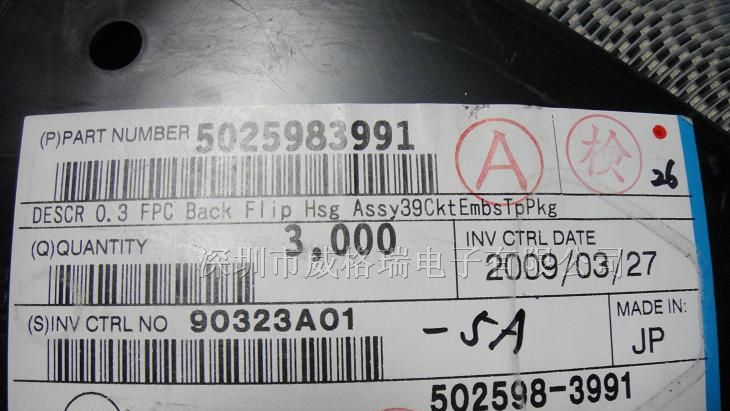 (P)PART NUMBER 5025983991
A
検
26
DESCR 0.3 FPC Back Flip Hsg Assy39CktEmbsTpPkg
(Q)QUANTITY 3,000
INV CTRL DATE
2009/03/27
深圳市威格瑞电子有限公司
(S)INV CTRL NO 90323A01 -5A
MADE IN:
JP
502598-3991